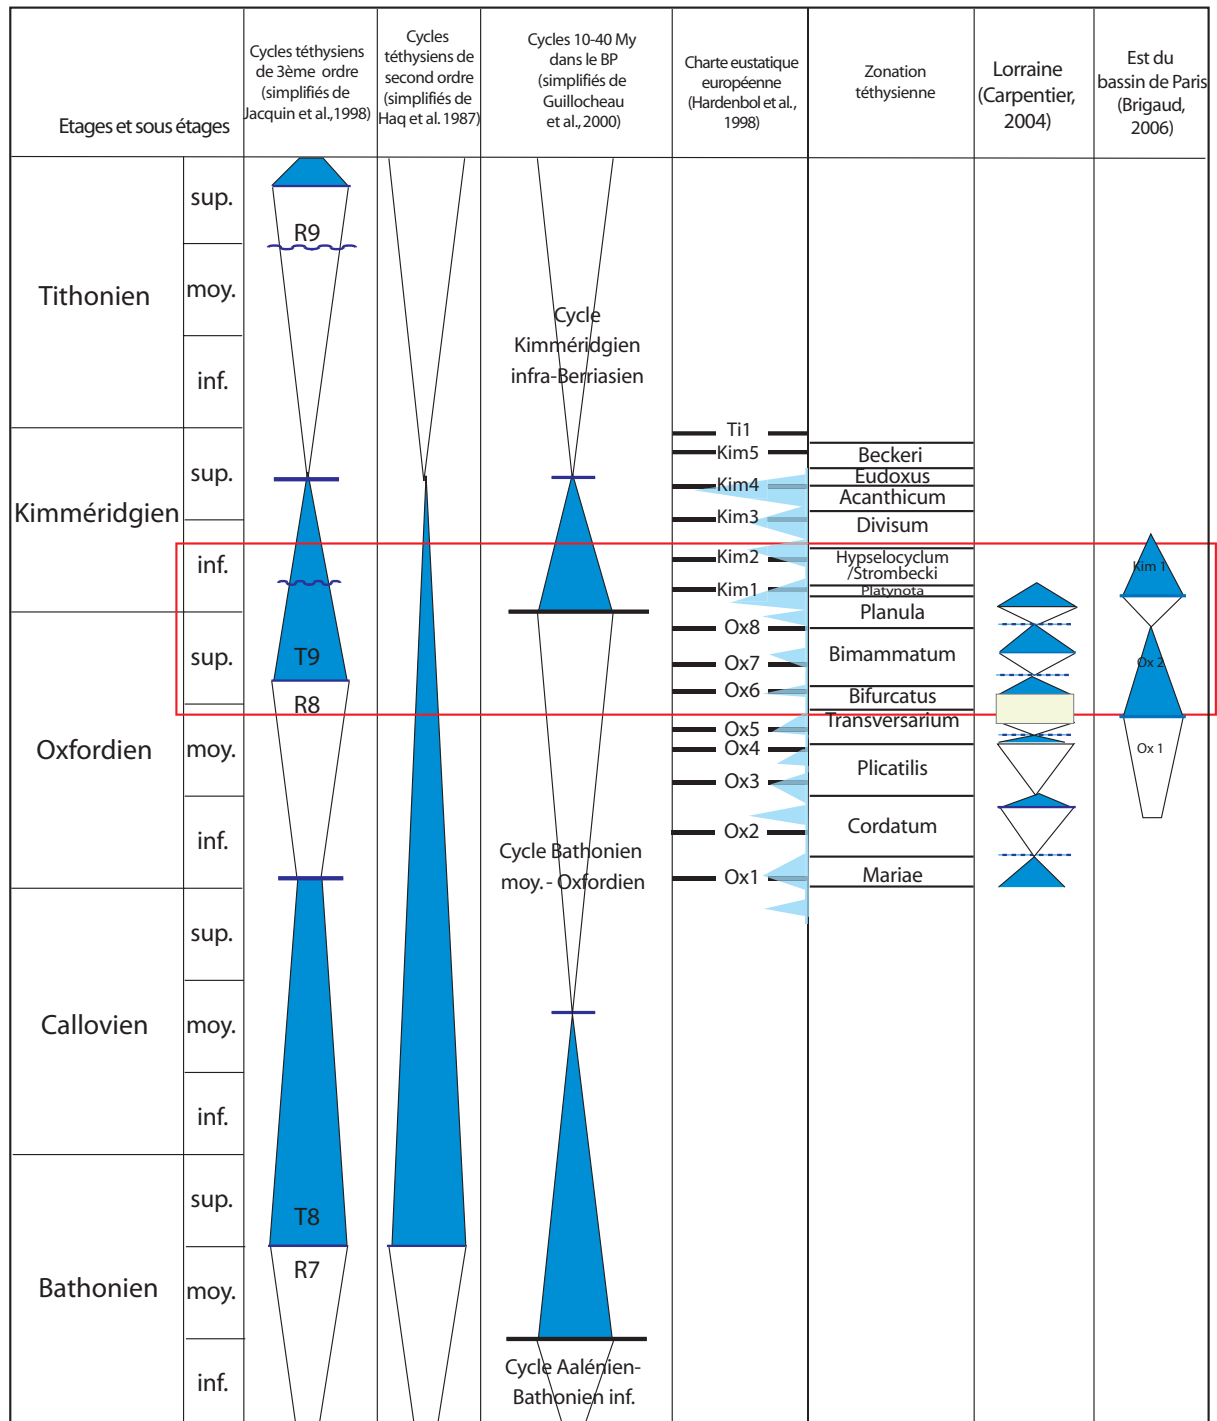 Etages et sous étages
Cycles téthysiens
de 3ème ordre
(simplifiés de
Jacquin et al.,1998)
Cycles
téthysiens de
second ordre
(simplifiés de
Haq et al. 1987)
Cycles 10-40 My
dans le BP
(simplifiés de
Guillocheau
et al., 2000)
Charte eustatique
européenne
(Hardenbol et al.,
1998)
Zonation
téthysienne
Lorraine
(Carpentier,
2004)
Est du
bassin de Paris
(Brigaud,
2006)
Tithonien
sup.
moy.
inf.
Kimméridgien
sup.
inf.
Oxfordien
sup.
moy.
inf.
Callovien
sup.
moy.
inf.
Bathonien
sup.
moy.
inf.
R9
T9
R8
T8
R7
Cycle
Kimméridgien
infra-Berriasien
Cycle Bathonien
moy. - Oxfordien
Cycle Aalénien-
Bathonien inf.
Ti1
Kim5
Kim4
Kim3
Kim2
Kim1
Ox8
Ox7
Ox6
Ox5
Ox4
Ox3
Ox2
Ox1
Beckeri
Eudoxus
Acanthicum
Divisum
Hypselocyclum
/Strombecki
Platynota
Planula
Bimammatum
Bifurcatus
Transversarium
Plicatilis
Cordatum
Mariae
Kim 1
Ox 2
Ox 1